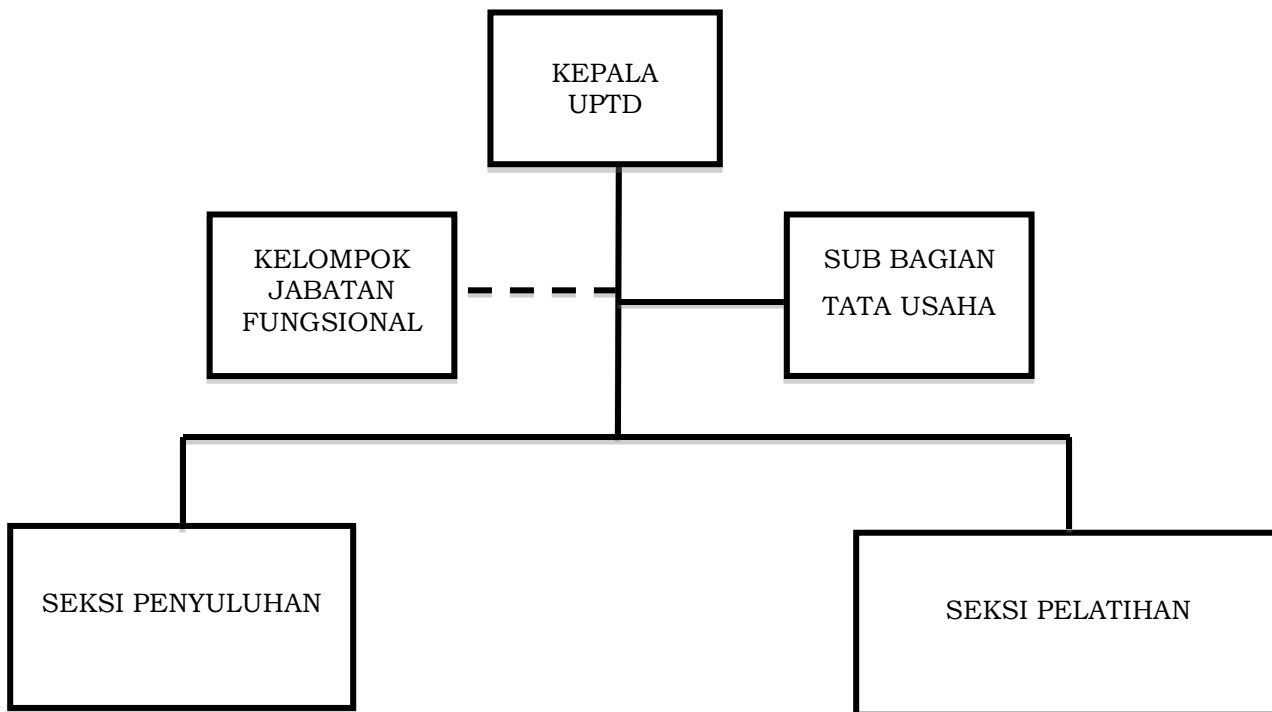 KEPALA
UPTD
KELOMPOK
JABATAN
FUNGSIONAL
SUB BAGIAN
TATA USAHA
SEKSI PENYULUHAN
SEKSI PELATIHAN